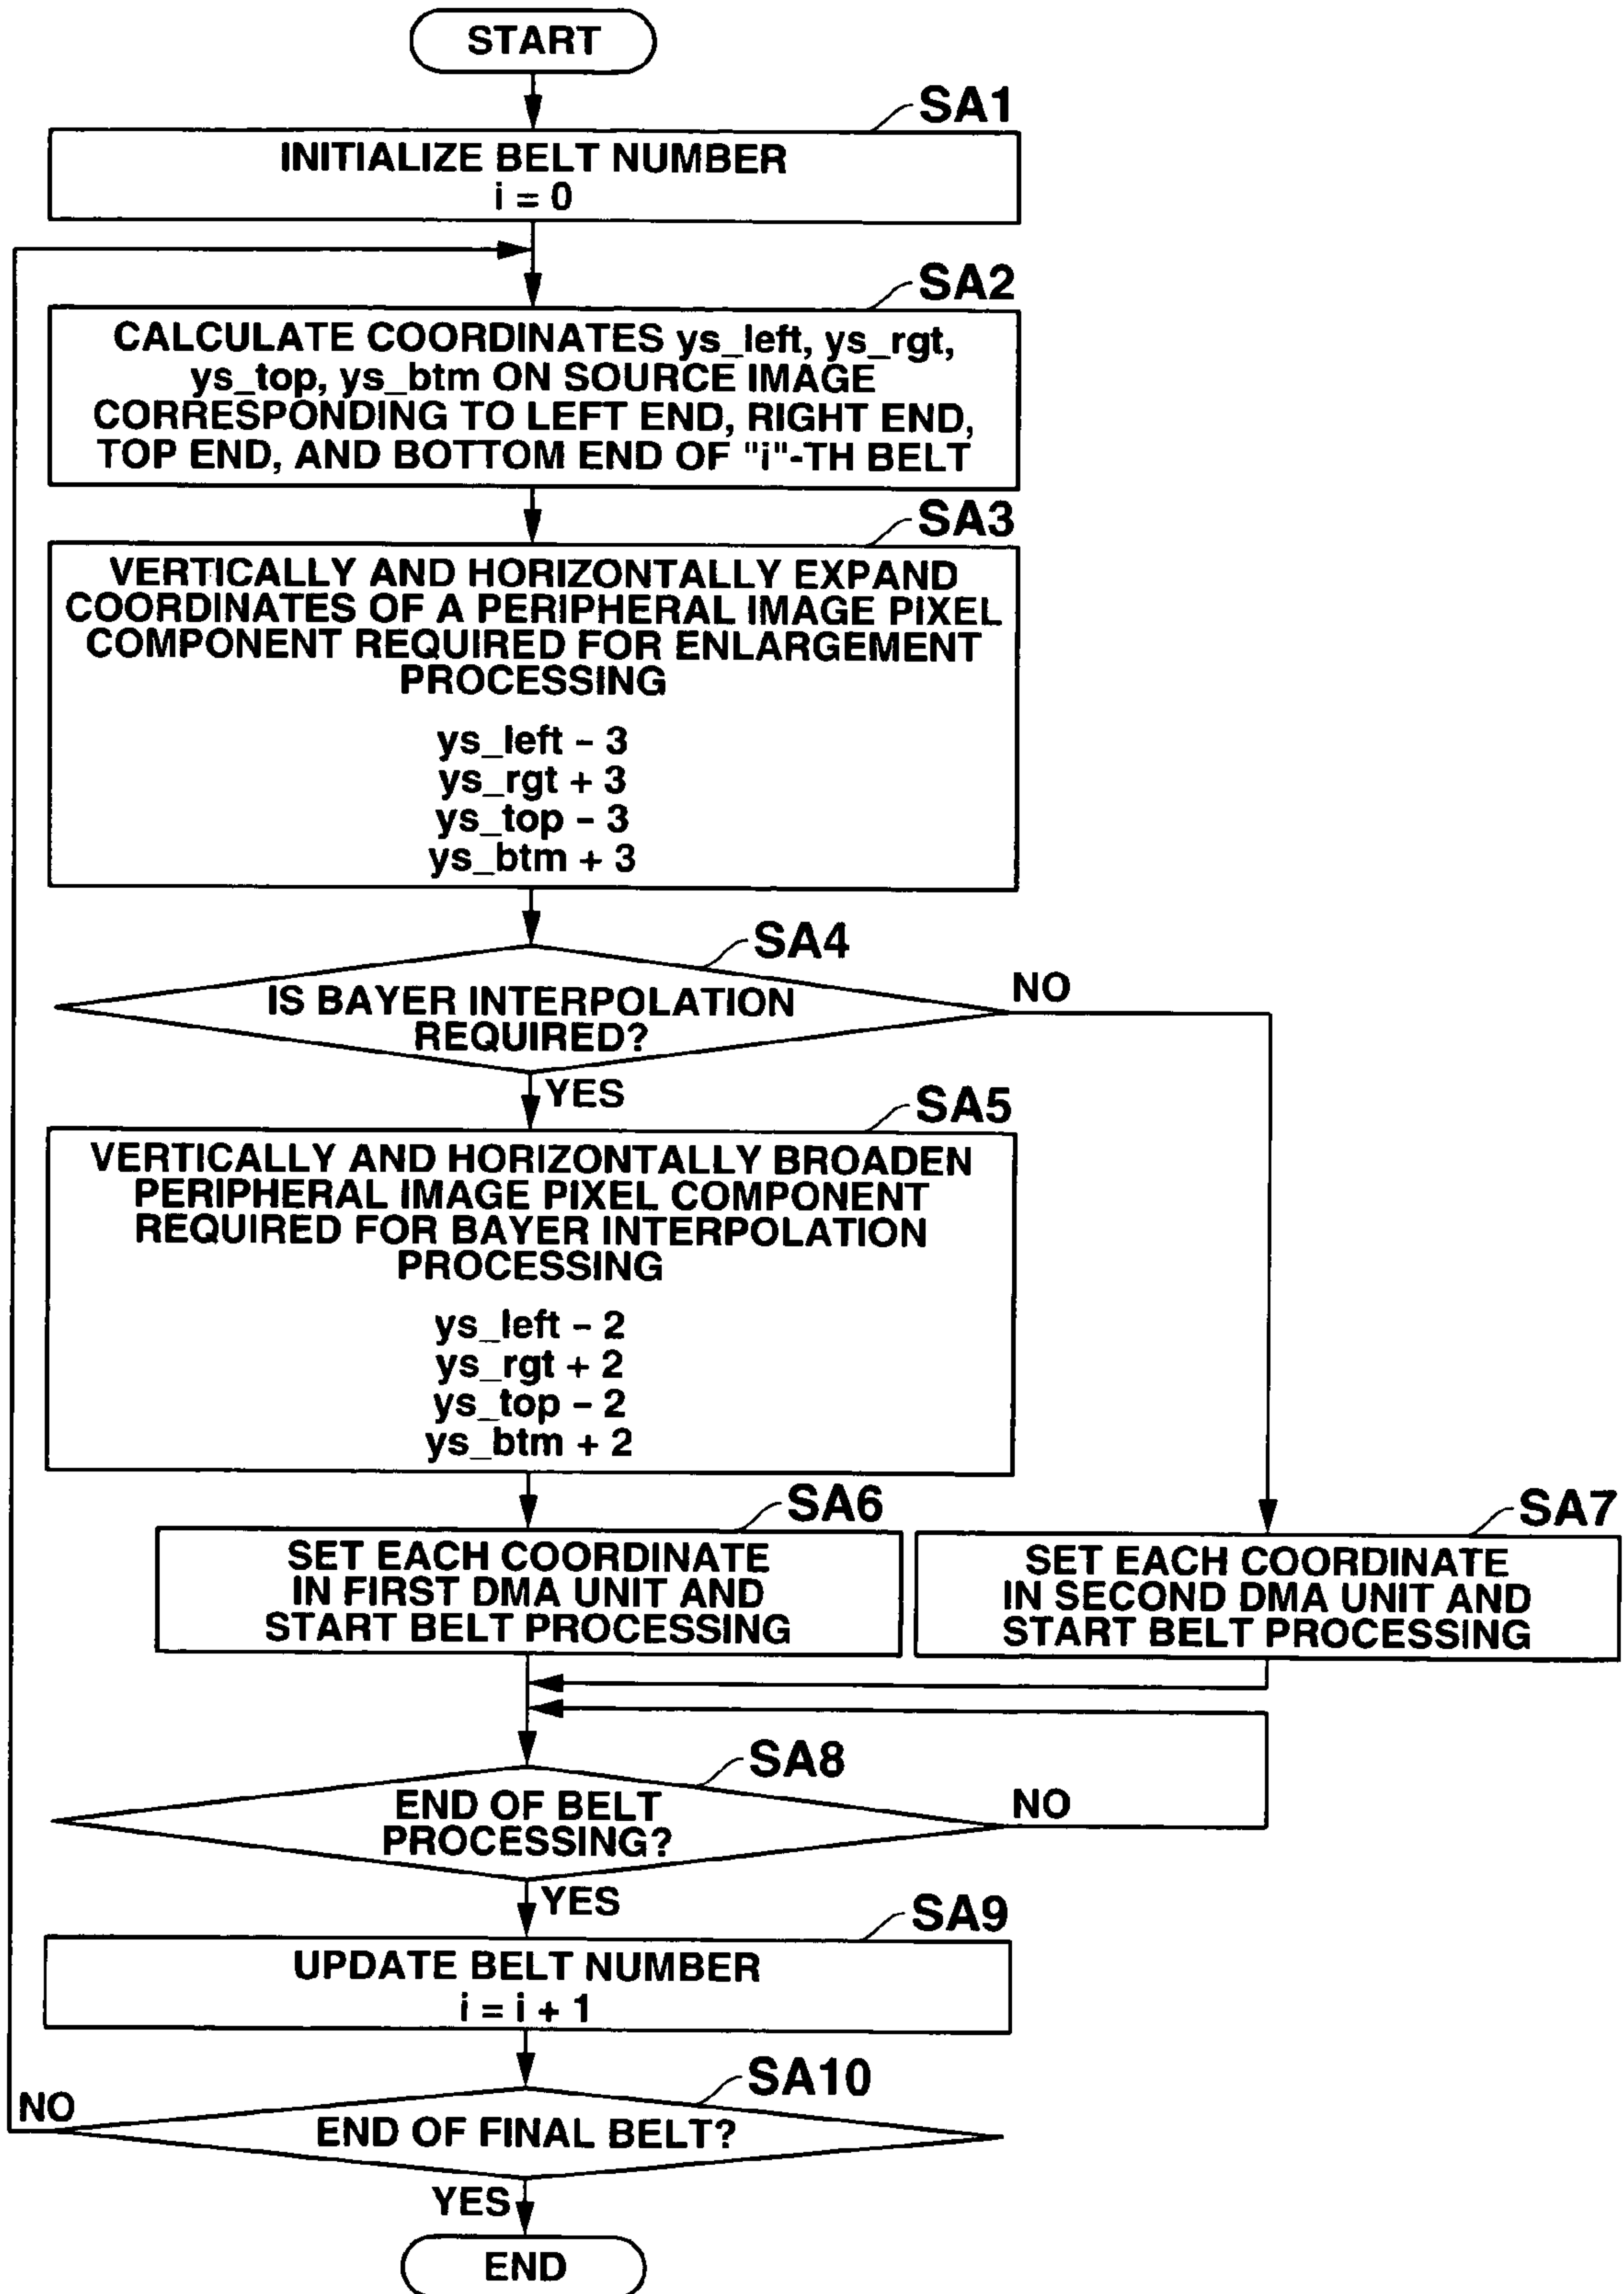 START
SA1
INITIALIZE BELT NUMBER
i = 0
SA2
CALCULATE COORDINATES ys_left, ys_rgt,
ys_top, ys_btm ON SOURCE IMAGE
CORRESPONDING TO LEFT END, RIGHT END,
TOP END, AND BOTTOM END OF "i"-TH BELT
SA3
VERTICALLY AND HORIZONTALLY EXPAND
COORDINATES OF A PERIPHERAL IMAGE PIXEL
COMPONENT REQUIRED FOR ENLARGEMENT
PROCESSING
ys_left - 3
ys_rgt + 3
ys_top - 3
ys_btm + 3
SA4
IS BAYER INTERPOLATION
REQUIRED?
NO
YES
SA5
VERTICALLY AND HORIZONTALLY BROADEN
PERIPHERAL IMAGE PIXEL COMPONENT
REQUIRED FOR BAYER INTERPOLATION
PROCESSING
ys_left - 2
ys_rgt + 2
ys_top - 2
ys_btm + 2
SA6
SET EACH COORDINATE
IN FIRST DMA UNIT AND
START BELT PROCESSING
SA7
SET EACH COORDINATE
IN SECOND DMA UNIT AND
START BELT PROCESSING
SA8
END OF BELT
PROCESSING?
NO
YES
SA9
UPDATE BELT NUMBER
i = i + 1
SA10
END OF FINAL BELT?
NO
YES
END